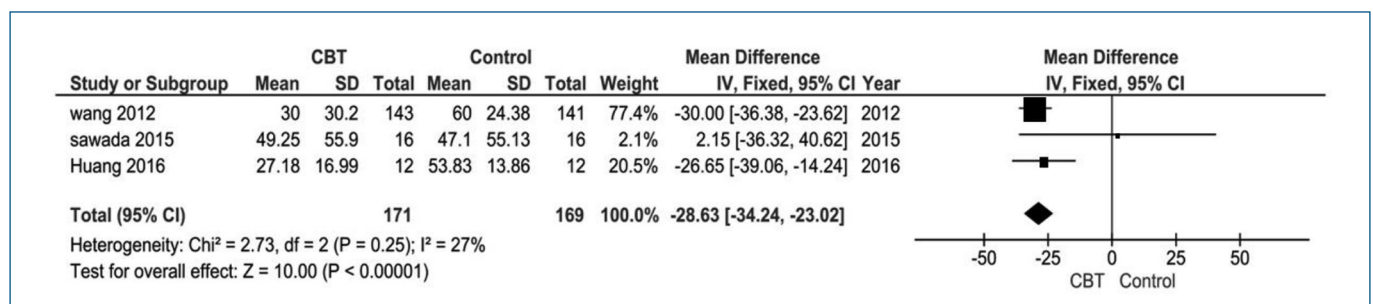 CBT Control Mean Difference Mean Difference
Study or Subgroup Mean SD Total Mean SD Total Weight IV, Fixed, 95% CI Year IV, Fixed, 95% CI
wang 2012 30 30.2 143 60 24.38 141 77.4% -30.00 [-36.38, -23.62] 2012
sawada 2015 49.25 55.9 16 47.1 55.13 16 2.1% 2.15 [-36.32, 40.62] 2015
Huang 2016 27.18 16.99 12 53.83 13.86 12 20.5% -26.65 [-39.06, -14.24] 2016
Total (95% CI) 171 169 100.0% -28.63 [-34.24, -23.02]
Heterogeneity: Chi² = 2.73, df = 2 (P = 0.25); I² = 27%
Test for overall effect: Z = 10.00 (P < 0.00001)
-50 -25 0 25 50
CBT Control